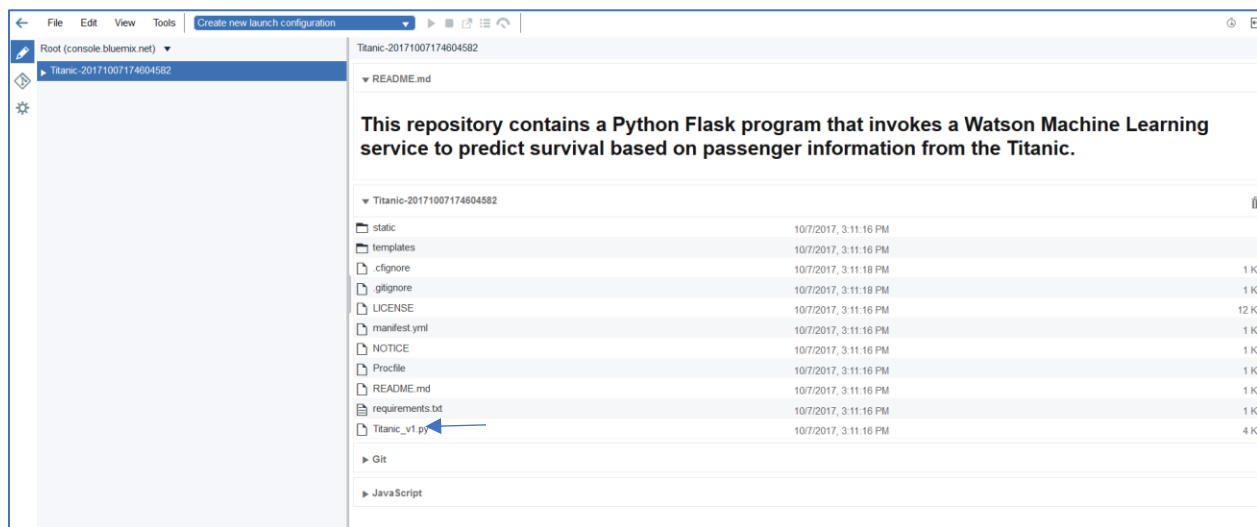 File Edit View Tools Create new launch configuration
Root (console.bluemix.net)
Titanic-20171007174604582
Titanic-20171007174604582
README.md
This repository contains a Python Flask program that invokes a Watson Machine Learning
service to predict survival based on passenger information from the Titanic.
Titanic-20171007174604582
static 10/7/2017, 3:11:16 PM
templates 10/7/2017, 3:11:16 PM
.cfignore 10/7/2017, 3:11:18 PM 1 K
.gitignore 10/7/2017, 3:11:18 PM 1 K
LICENSE 10/7/2017, 3:11:16 PM 12 K
manifest.yml 10/7/2017, 3:11:16 PM 1 K
NOTICE 10/7/2017, 3:11:16 PM 1 K
Procfile 10/7/2017, 3:11:16 PM 1 K
README.md 10/7/2017, 3:11:16 PM 1 K
requirements.txt 10/7/2017, 3:11:16 PM 1 K
Titanic_v1.py 10/7/2017, 3:11:16 PM 4 K
Git
JavaScript